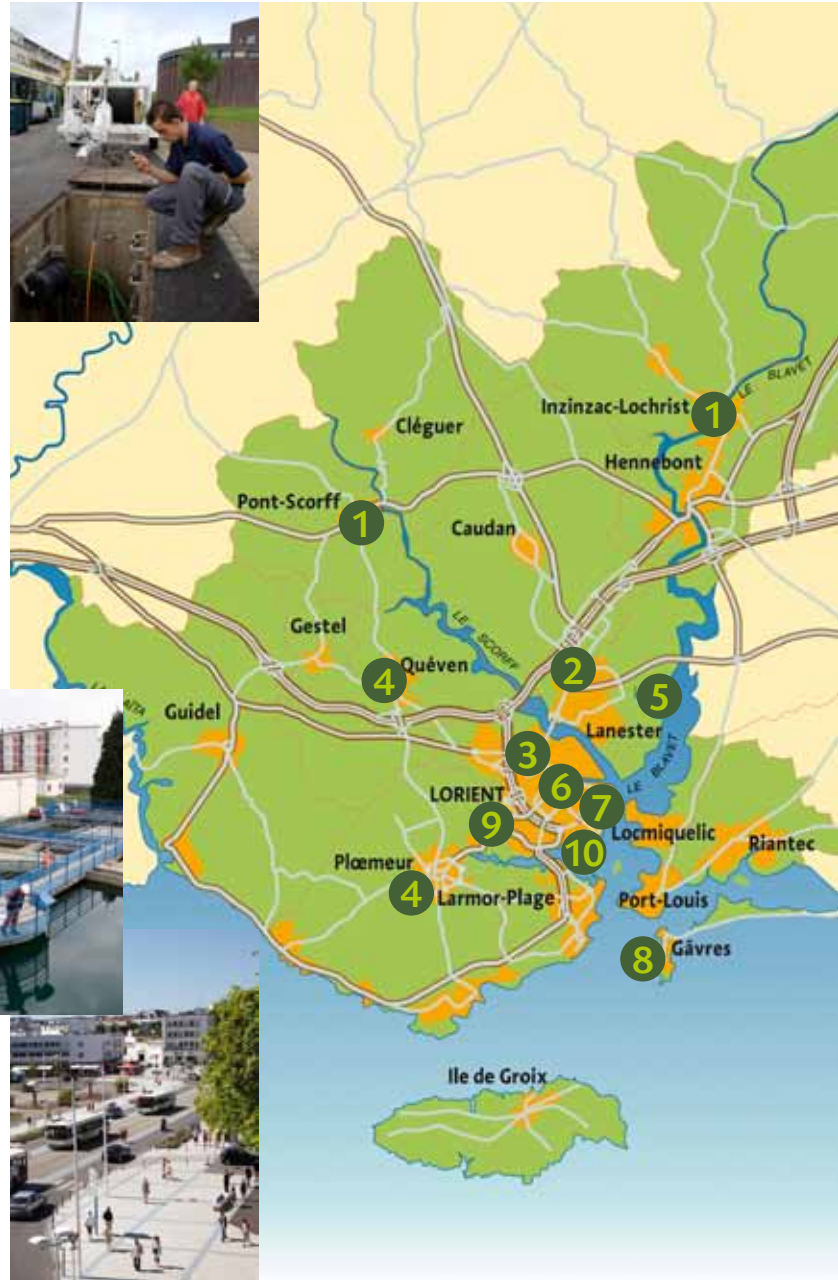 LE BLAVET
Inzinzac-Lochrist
1
Cléguer
Hennebont
Pont-Scorff
1
Caudan
LE SCORFF
Gestel
Quéven
4
2
5
LAITA
Guidel
Lanester
LE BLAVET
3
6
LORIENT
7
9
Locmiquelic
Riantec
10
Plœmeur
4
Larmor-Plage
Port-Louis
Gâvres
8
Ile de Groix